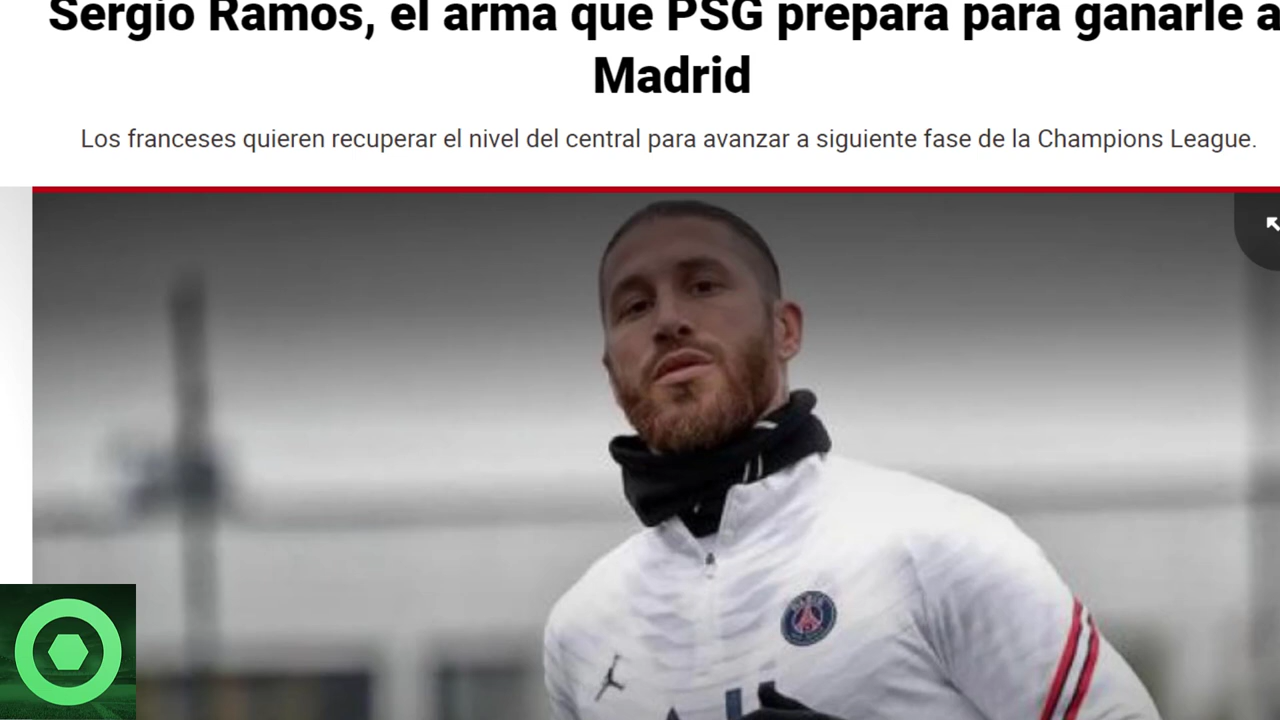 Sergio Ramos, el arma que PSG prepara para ganarle a
Madrid
Los franceses quieren recuperar el nivel del central para avanzar a siguiente fase de la Champions League.